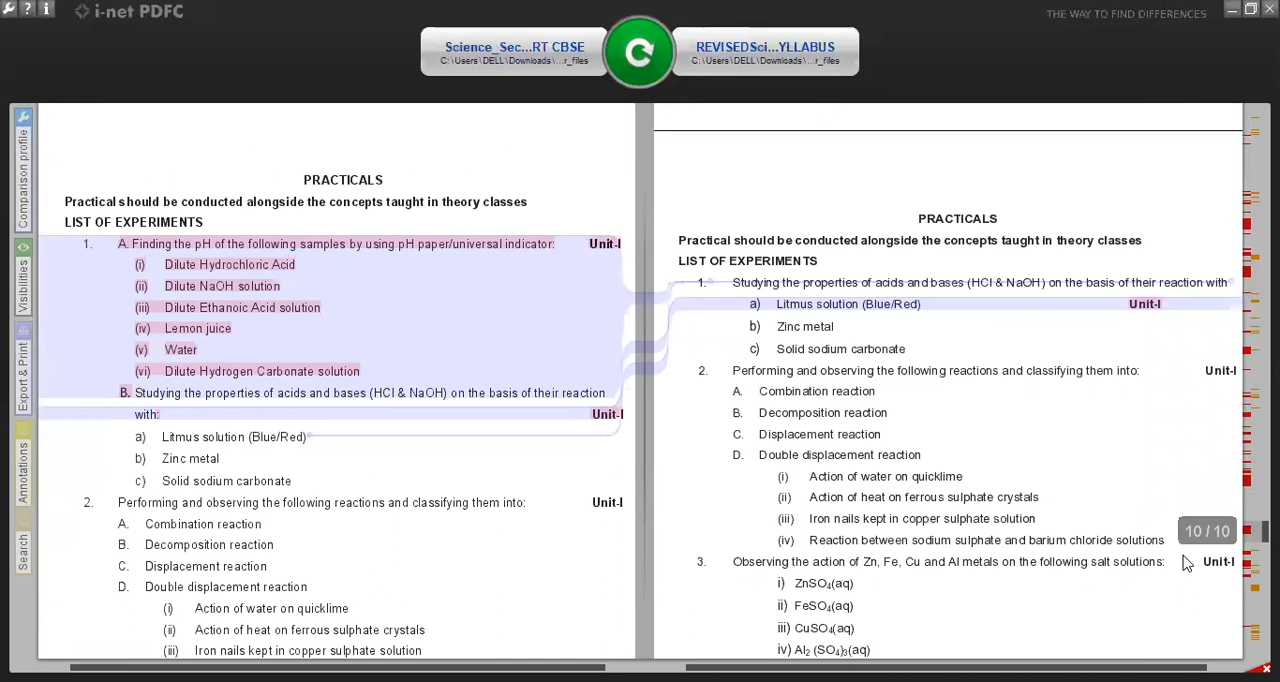 i-net PDFC
THE WAY TO FIND DIFFERENCES
Science_Sec...RT CBSE
C:\Users\DELL\Downloads\...r_files
REVISEDSci...YLLABUS
C:\Users\DELL\Downloads\...r_files
Comparison profile
Visibilities
Export & Print
Annotations
Search
PRACTICALS
Practical should be conducted alongside the concepts taught in theory classes
LIST OF EXPERIMENTS
1. A. Finding the pH of the following samples by using pH paper/universal indicator: Unit-I
(i) Dilute Hydrochloric Acid
(ii) Dilute NaOH solution
(iii) Dilute Ethanoic Acid solution
(iv) Lemon juice
(v) Water
(vi) Dilute Hydrogen Carbonate solution
B. Studying the properties of acids and bases (HCl & NaOH) on the basis of their reaction
with: Unit-I
a) Litmus solution (Blue/Red)
b) Zinc metal
c) Solid sodium carbonate
2. Performing and observing the following reactions and classifying them into: Unit-I
A. Combination reaction
B. Decomposition reaction
C. Displacement reaction
D. Double displacement reaction
(i) Action of water on quicklime
(ii) Action of heat on ferrous sulphate crystals
(iii) Iron nails kept in copper sulphate solution
PRACTICALS
Practical should be conducted alongside the concepts taught in theory classes
LIST OF EXPERIMENTS
1. Studying the properties of acids and bases (HCl & NaOH) on the basis of their reaction with
a) Litmus solution (Blue/Red) Unit-I
b) Zinc metal
c) Solid sodium carbonate
2. Performing and observing the following reactions and classifying them into: Unit-I
A. Combination reaction
B. Decomposition reaction
C. Displacement reaction
D. Double displacement reaction
(i) Action of water on quicklime
(ii) Action of heat on ferrous sulphate crystals
(iii) Iron nails kept in copper sulphate solution
(iv) Reaction between sodium sulphate and barium chloride solutions
10 / 10
3. Observing the action of Zn, Fe, Cu and Al metals on the following salt solutions: Unit-I
i) ZnSO₄(aq)
ii) FeSO₄(aq)
iii) CuSO₄(aq)
iv) Al₂ (SO₄)₃(aq)